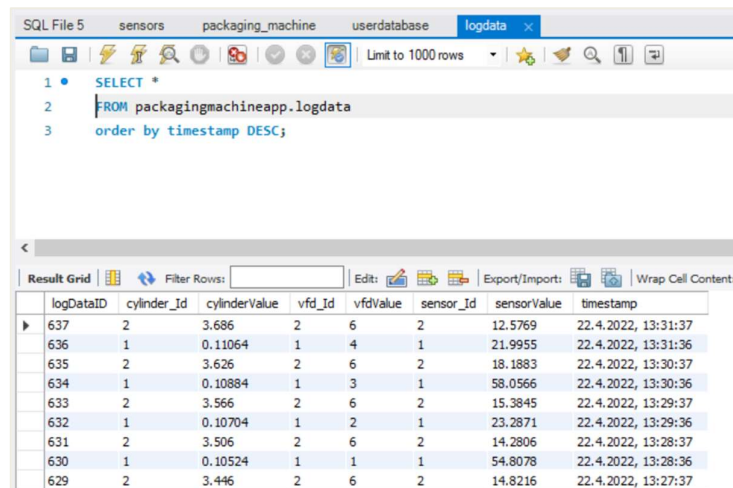 SQL File 5 sensors packaging_machine userdatabase logdata
Limit to 1000 rows
1 SELECT *
2 FROM packagingmachineapp.logdata
3 order by timestamp DESC;
Result Grid Filter Rows: Edit: Export/Import: Wrap Cell Content:
logDataID cylinder_Id cylinderValue vfd_Id vfdValue sensor_Id sensorValue timestamp
637 2 3.686 2 6 2 12.5769 22.4.2022, 13:31:37
636 1 0.11064 1 4 1 21.9955 22.4.2022, 13:31:36
635 2 3.626 2 6 2 18.1883 22.4.2022, 13:30:37
634 1 0.10884 1 3 1 58.0566 22.4.2022, 13:30:36
633 2 3.566 2 6 2 15.3845 22.4.2022, 13:29:37
632 1 0.10704 1 2 1 23.2871 22.4.2022, 13:29:36
631 2 3.506 2 6 2 14.2806 22.4.2022, 13:28:37
630 1 0.10524 1 1 1 54.8078 22.4.2022, 13:28:36
629 2 3.446 2 6 2 14.8216 22.4.2022, 13:27:37